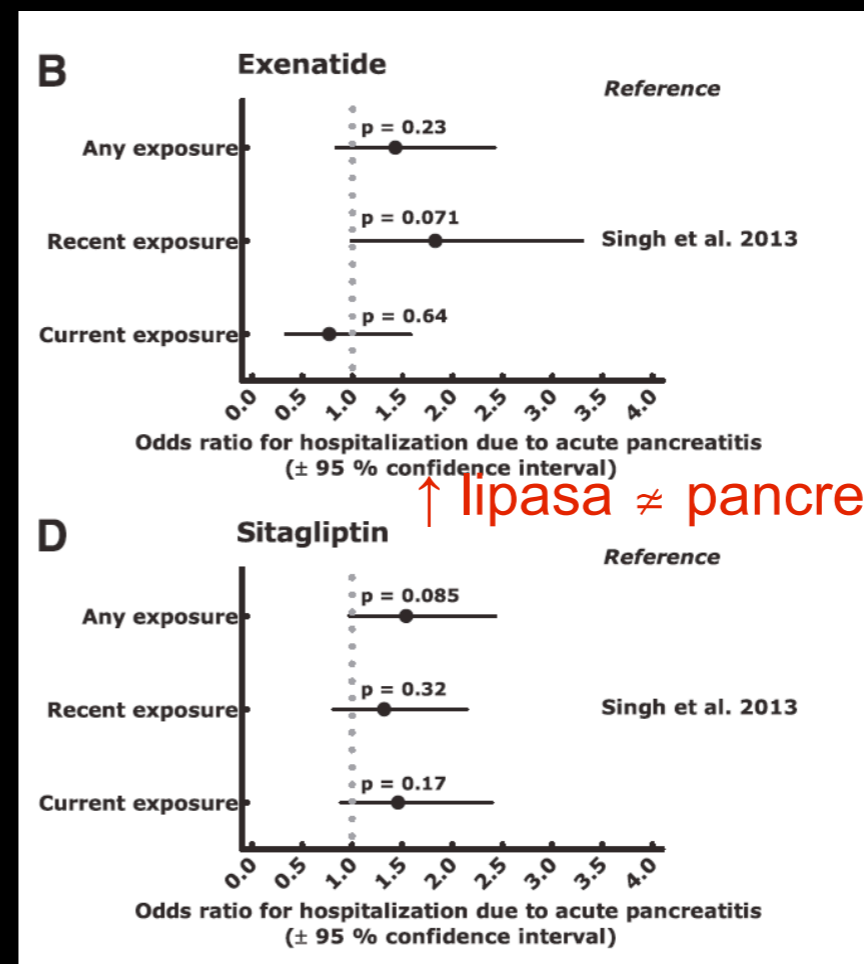 B
Exenatide
Reference
Any exposure
p = 0.23
Recent exposure
p = 0.071
Singh et al. 2013
Current exposure
p = 0.64
0.0 0.5 1.0 1.5 2.0 2.5 3.0 3.5 4.0
Odds ratio for hospitalization due to acute pancreatitis
(± 95 % confidence interval)
↑ lipasa ≠
D
Sitagliptin
Reference
Any exposure
p = 0.085
Recent exposure
p = 0.32
Singh et al. 2013
Current exposure
p = 0.17
0.0 0.5 1.0 1.5 2.0 2.5 3.0 3.5 4.0
Odds ratio for hospitalization due to acute pancreatitis
(± 95 % confidence interval)